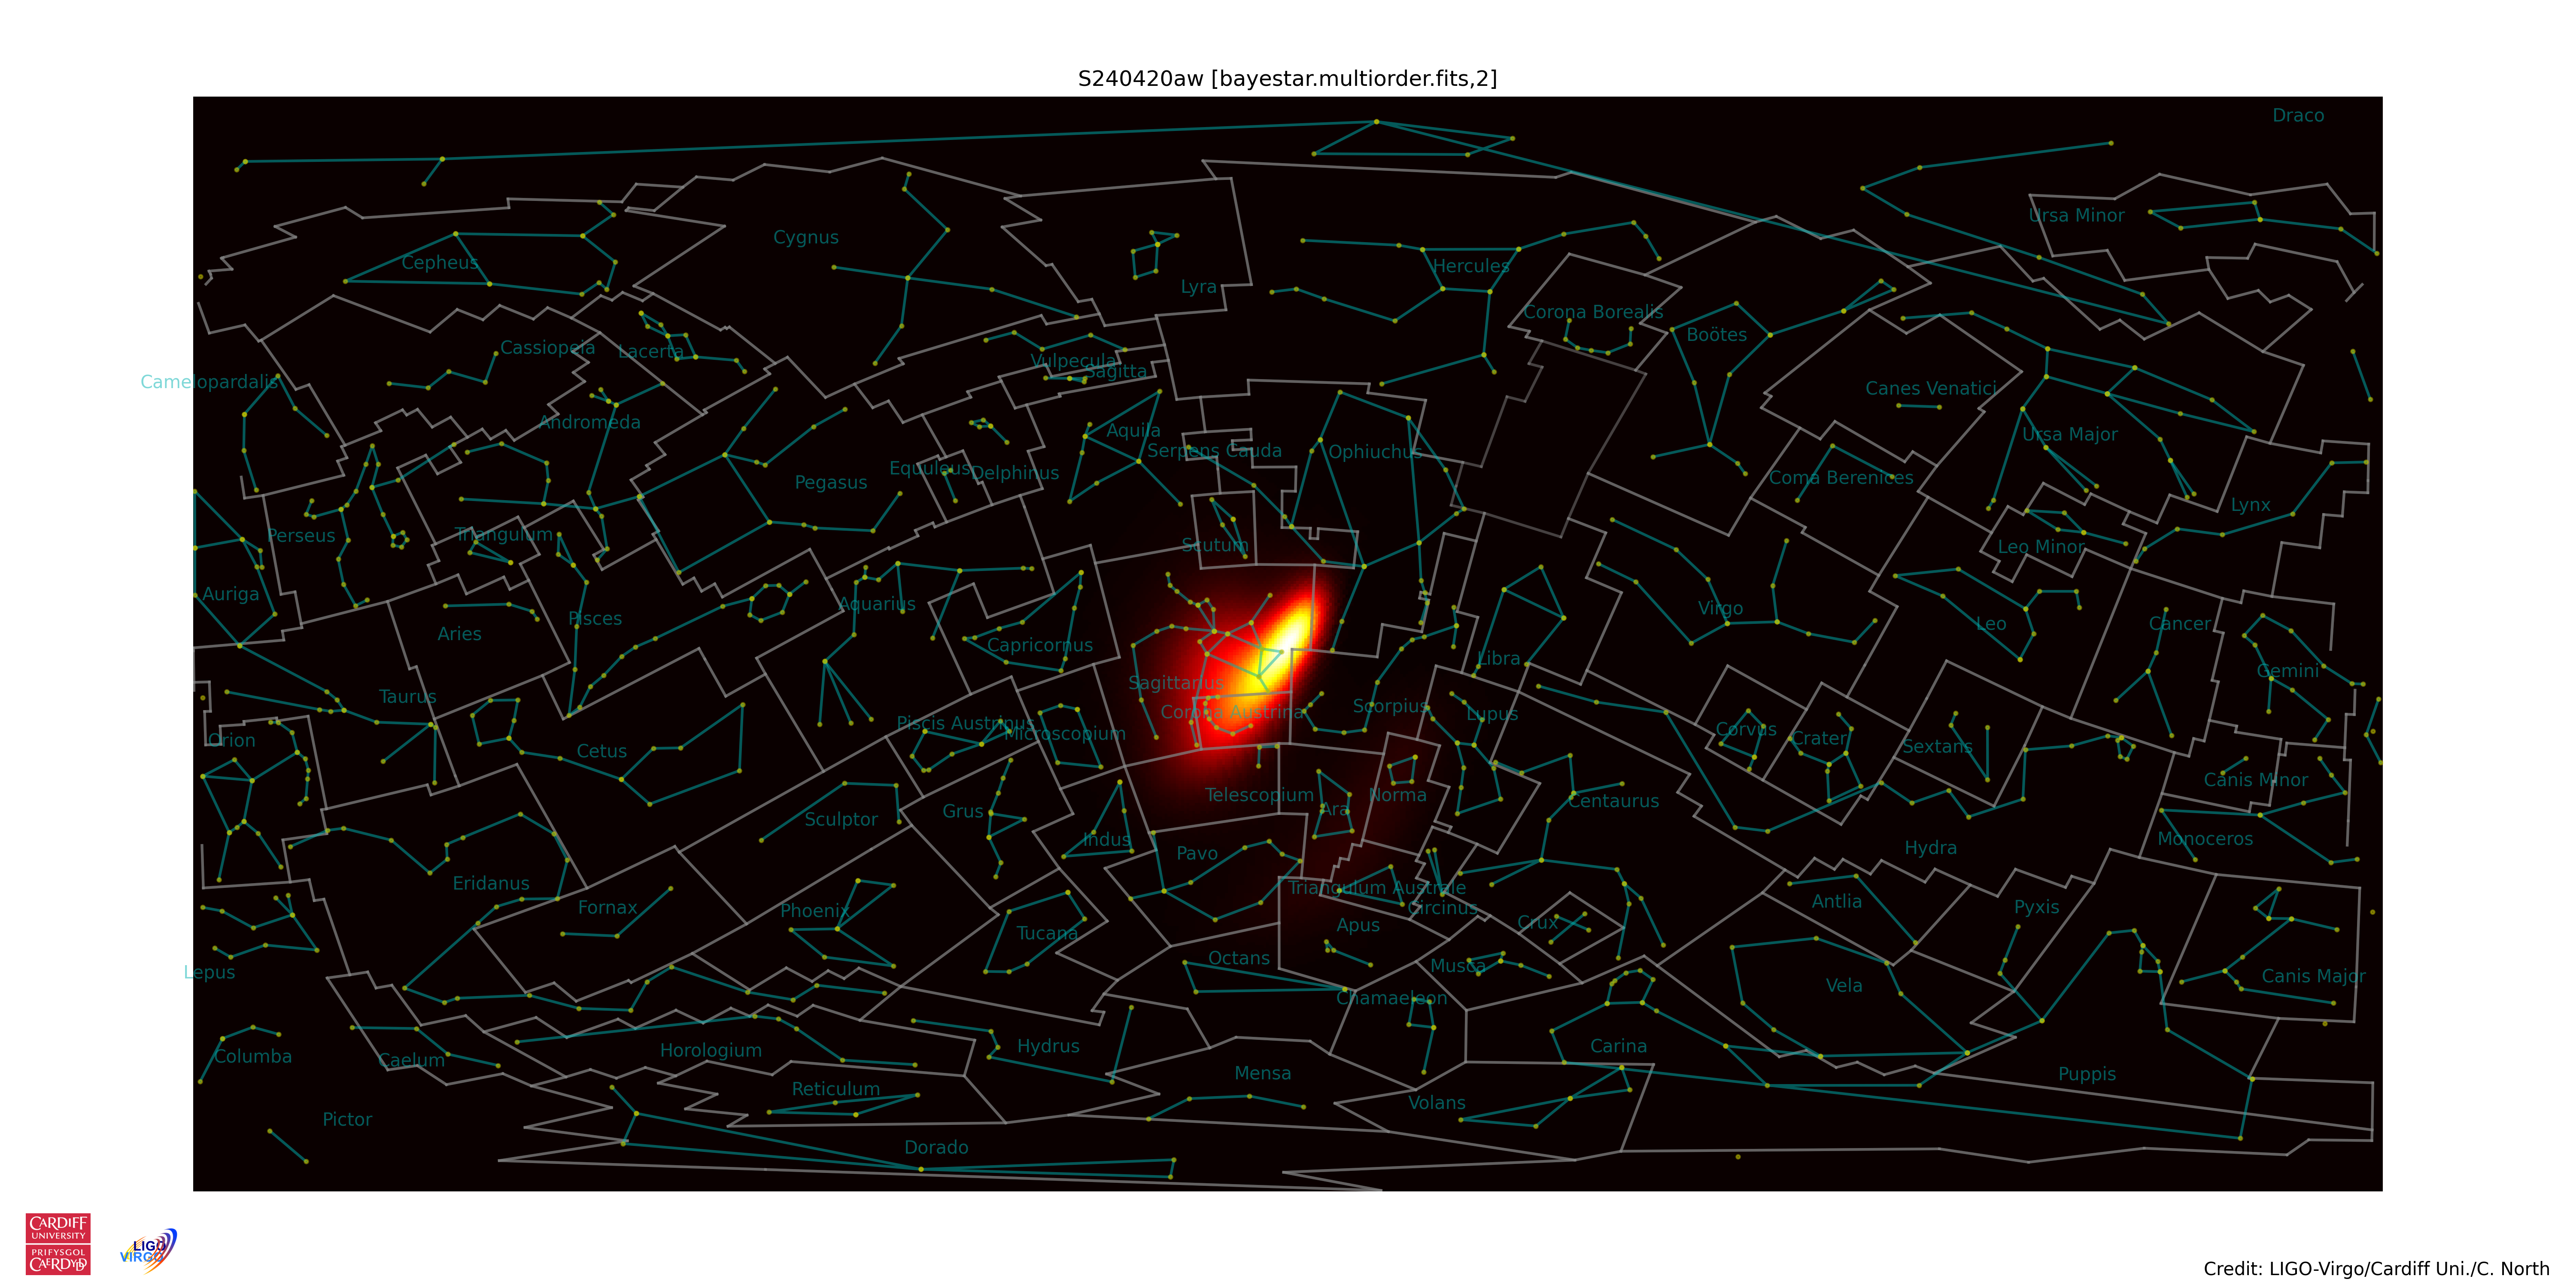 S240420aw [bayestar.multiorder.fits,2]
Draco
Ursa Minor
Cygnus
Cepheus
Hercules
Lyra
Corona Borealis
Boötes
Cassiopeia
Lacerta
Vulpecula
Sagitta
Camelopardalis
Canes Venatici
Andromeda
Aquila
Ursa Major
Serpens Cauda
Ophiuchus
Equuleus
Delphinus
Pegasus
Coma Berenices
Lynx
Perseus
Triangulum
Scutum
Leo Minor
Auriga
Pisces
Aquarius
Virgo
Leo
Cancer
Aries
Capricornus
Libra
Gemini
Sagittarius
Taurus
Scorpius
Corona Austrina
Lupus
Piscis Austrinus
Microscopium
Corvus
Crater
Sextans
Orion
Cetus
Canis Minor
Telescopium
Norma
Centaurus
Ara
Grus
Sculptor
Indus
Monoceros
Hydra
Pavo
Eridanus
Triangulum Australe
Circinus
Fornax
Phoenix
Antlia
Pyxis
Crux
Apus
Tucana
Octans
Musca
Lepus
Canis Major
Vela
Chamaeleon
Hydrus
Carina
Horologium
Columba
Caelum
Mensa
Puppis
Reticulum
Volans
Pictor
Dorado
CARDIFF
UNIVERSITY
PRIFYSGOL
CAERDYDD
LIGO
VIRGO
Credit: LIGO-Virgo/Cardiff Uni./C. North